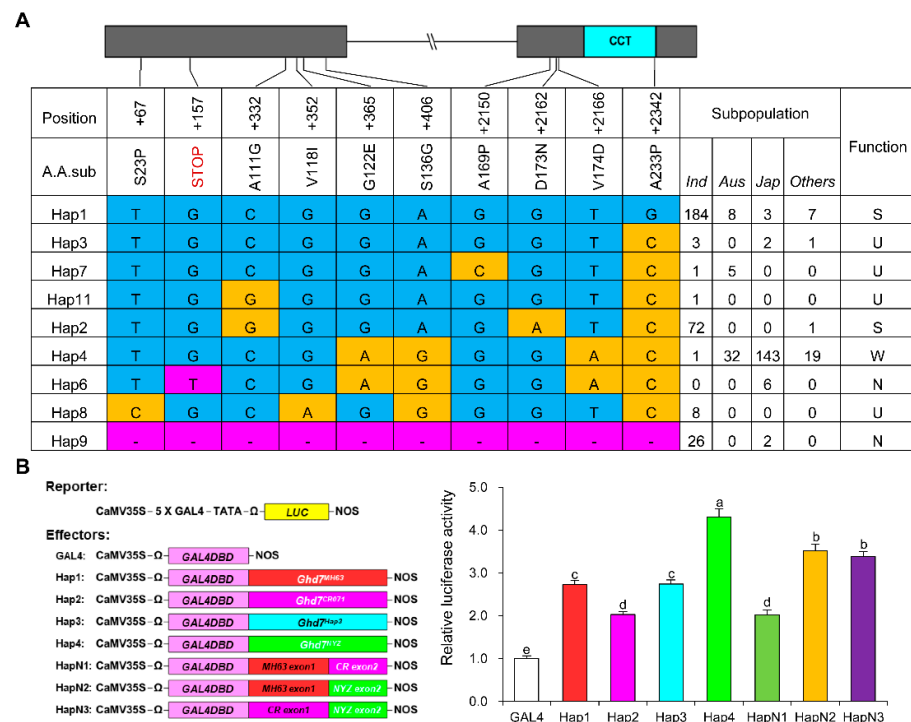 A
CCT
Position +67 +157 +332 +352 +365 +406 +2150 +2162 +2166 +2342 Subpopulation Function
A.A.sub S23P STOP A111G V118I G122E S136G A169P D173N V174D A233P Ind Aus Jap Others
Hap1 T G C G G A G G T G 184 8 3 7 S
Hap3 T G C G G A G G T C 3 0 2 1 U
Hap7 T G C G G A C G T C 1 5 0 0 U
Hap11 T G G G G A G G T C 1 0 0 0 U
Hap2 T G G G G A G A T C 72 0 0 1 S
Hap4 T G C G A G G G A C 1 32 143 19 W
Hap6 T T C G A G G G A C 0 0 6 0 N
Hap8 C G C A G G G G T C 8 0 0 0 U
Hap9 - - - - - - - - - - 26 0 2 0 N
B
Reporter:
CaMV35S – 5 X GAL4 – TATA – Ω LUC NOS
Effectors:
GAL4: CaMV35S – Ω GAL4DBD NOS
Hap1: CaMV35S – Ω GAL4DBD Ghd7MH63 NOS
Hap2: CaMV35S – Ω GAL4DBD Ghd7CR071 NOS
Hap3: CaMV35S – Ω GAL4DBD Ghd7Hap3 NOS
Hap4: CaMV35S – Ω GAL4DBD Ghd7NYZ NOS
HapN1: CaMV35S – Ω GAL4DBD MH63 exon1 CR exon2 NOS
HapN2: CaMV35S – Ω GAL4DBD MH63 exon1 NYZ exon2 NOS
HapN3: CaMV35S – Ω GAL4DBD CR exon1 NYZ exon2 NOS
Relative luciferase activity
5.0
4.0
3.0
2.0
1.0
0.0
e c d c a d b b
GAL4 Hap1 Hap2 Hap3 Hap4 HapN1 HapN2 HapN3